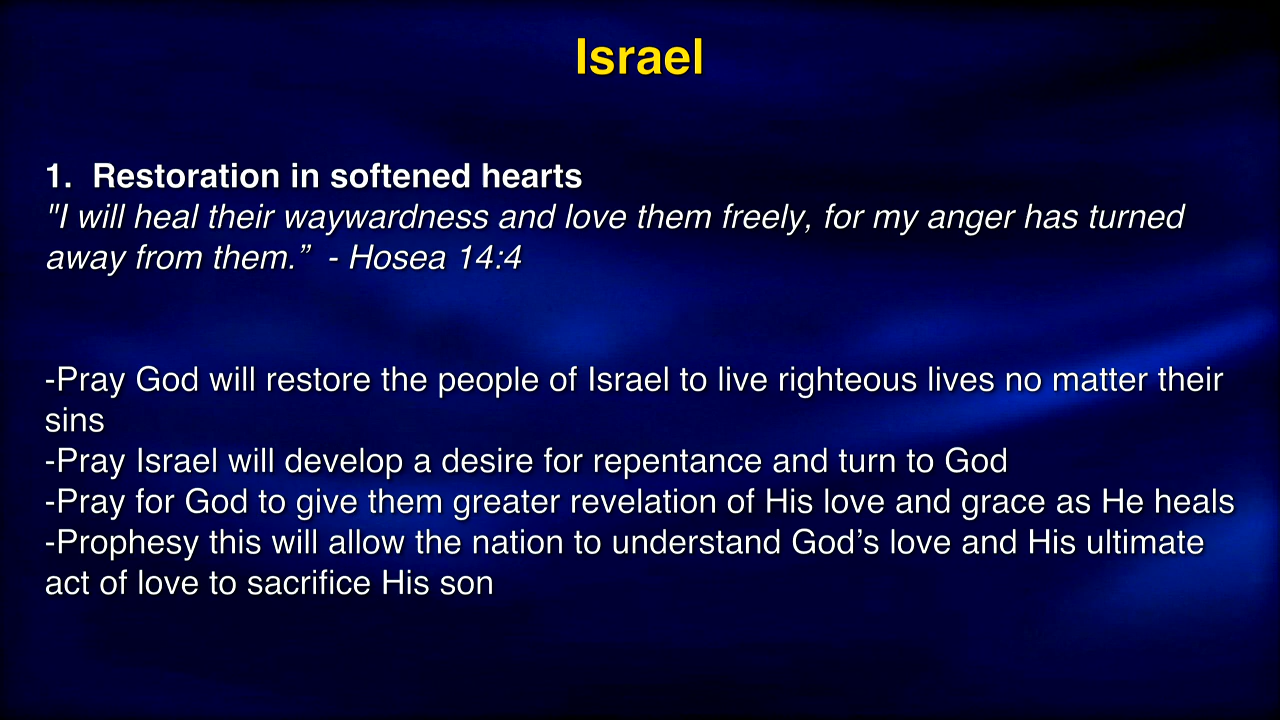 Israel
1.  Restoration in softened hearts
"I will heal their waywardness and love them freely, for my anger has turned
away from them.”  - Hosea 14:4
-Pray God will restore the people of Israel to live righteous lives no matter their
sins
-Pray Israel will develop a desire for repentance and turn to God
-Pray for God to give them greater revelation of His love and grace as He heals
-Prophesy this will allow the nation to understand God’s love and His ultimate
act of love to sacrifice His son